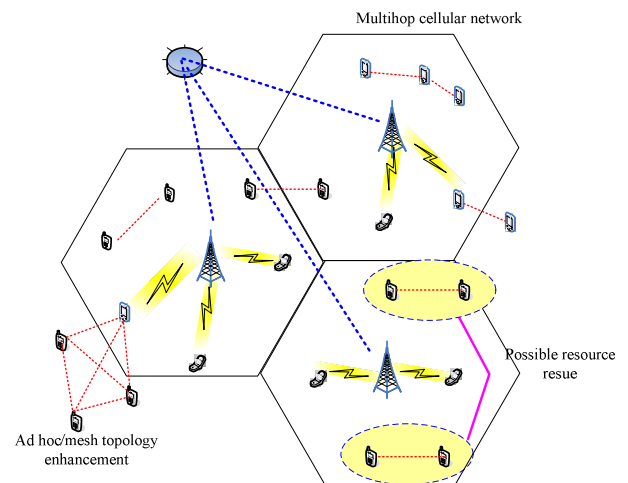 Multihop cellular network
Possible resource
resue
Ad hoc/mesh topology
enhancement